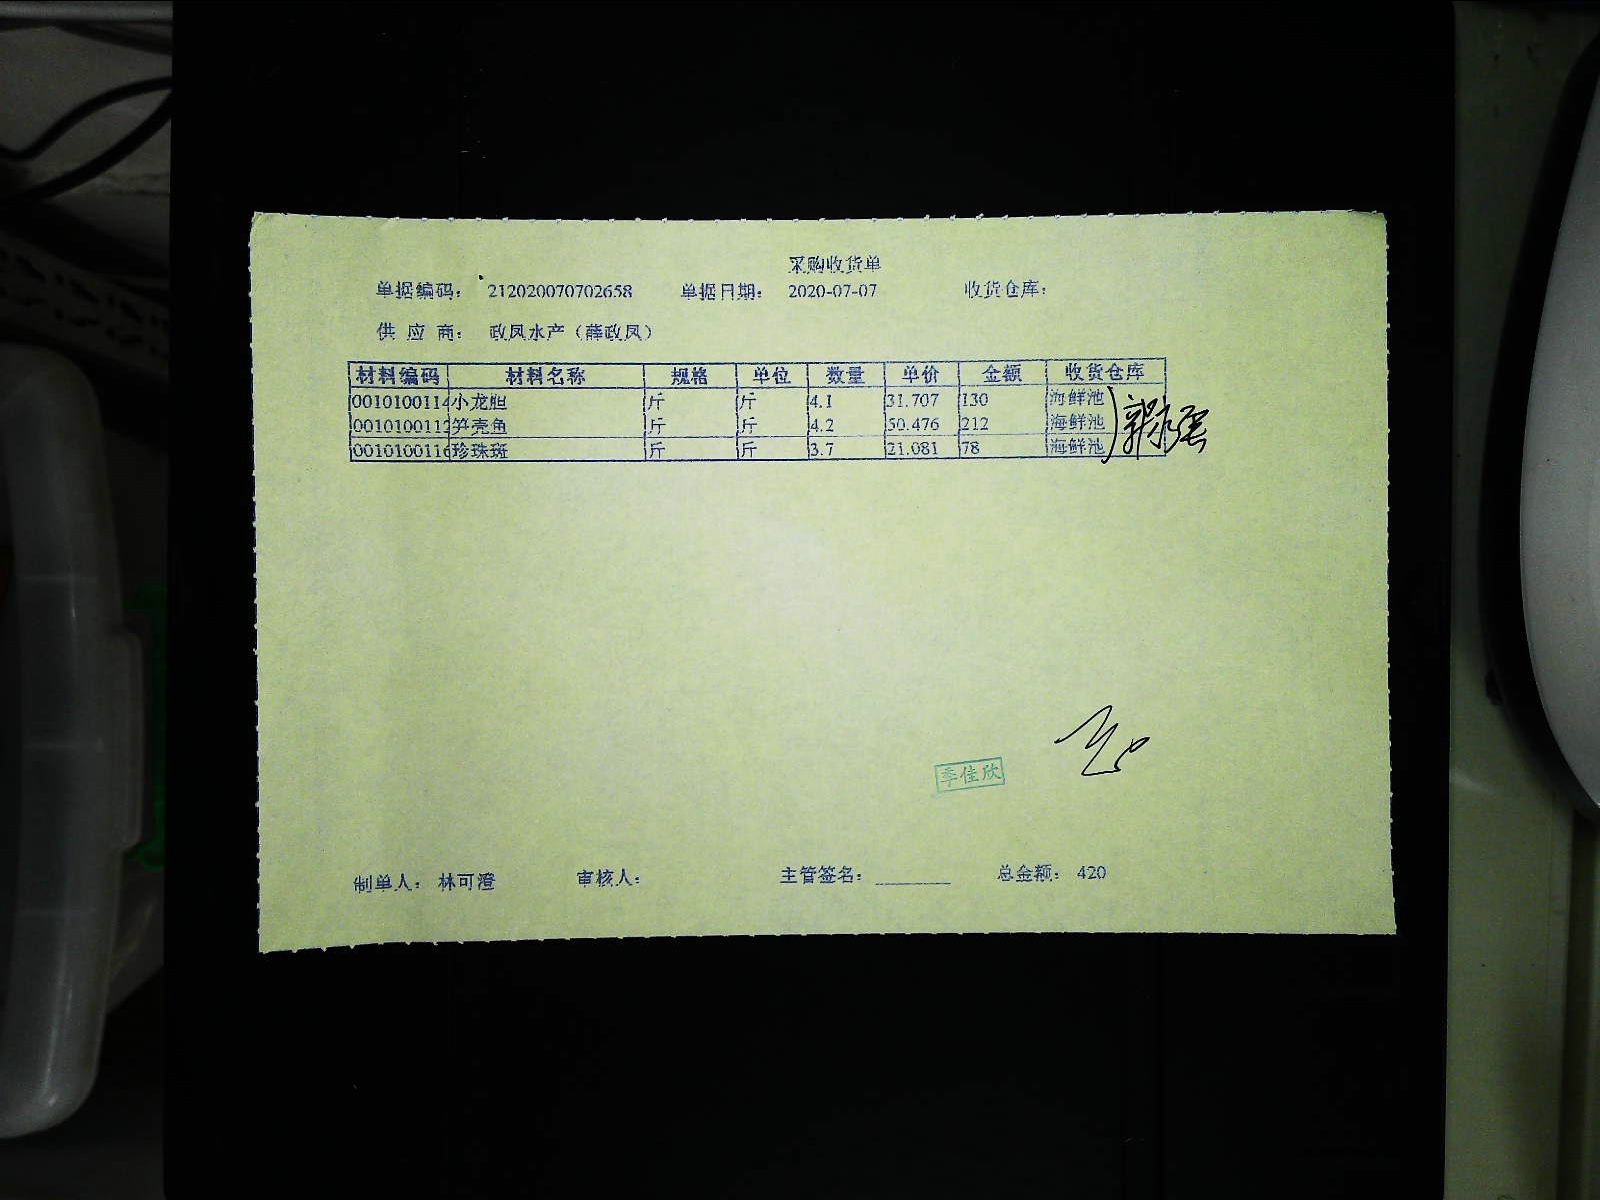 采购收货单
单据编码： 212020070702658 单据日期： 2020-07-07 收货仓库：
供 应 商： 政凤水产（薛政凤）
材料编码 材料名称 规格 单位 数量 单价 金额 收货仓库
0010100114 小龙胆 斤 斤 4.1 31.707 130 海鲜池
0010100112 笋壳鱼 斤 斤 4.2 50.476 212 海鲜池
0010100116 珍珠斑 斤 斤 3.7 21.081 78 海鲜池
季佳欣
制单人： 林可澄 审核人： 主管签名： 总金额： 420